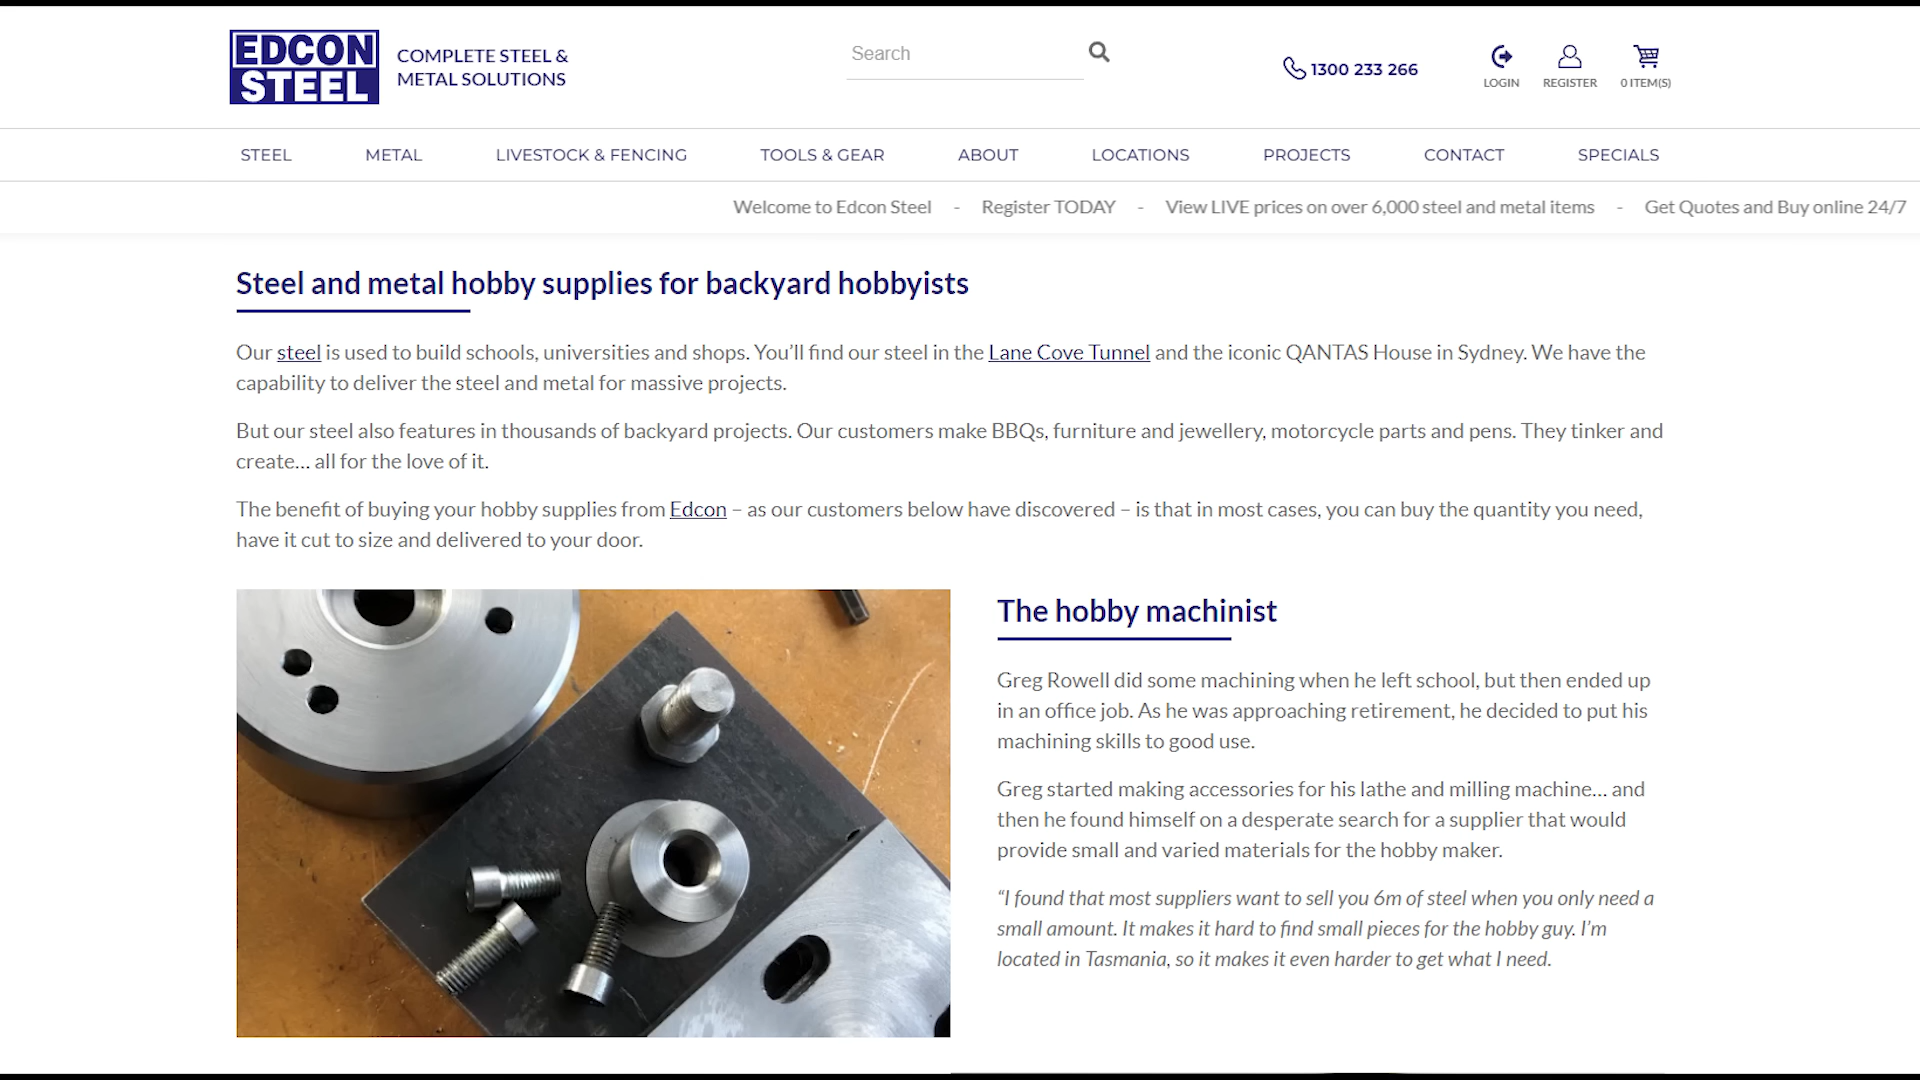 EDCON
STEEL
COMPLETE STEEL &
METAL SOLUTIONS
Search
1300 233 266
LOGIN
REGISTER
0 ITEM(S)
STEEL
METAL
LIVESTOCK & FENCING
TOOLS & GEAR
ABOUT
LOCATIONS
PROJECTS
CONTACT
SPECIALS
Welcome to Edcon Steel - Register TODAY - View LIVE prices on over 6,000 steel and metal items - Get Quotes and Buy online 24/7
Steel and metal hobby supplies for backyard hobbyists
Our steel is used to build schools, universities and shops. You’ll find our steel in the Lane Cove Tunnel and the iconic QANTAS House in Sydney. We have the
capability to deliver the steel and metal for massive projects.
But our steel also features in thousands of backyard projects. Our customers make BBQs, furniture and jewellery, motorcycle parts and pens. They tinker and
create… all for the love of it.
The benefit of buying your hobby supplies from Edcon – as our customers below have discovered – is that in most cases, you can buy the quantity you need,
have it cut to size and delivered to your door.
The hobby machinist
Greg Rowell did some machining when he left school, but then ended up
in an office job. As he was approaching retirement, he decided to put his
machining skills to good use.
Greg started making accessories for his lathe and milling machine… and
then he found himself on a desperate search for a supplier that would
provide small and varied materials for the hobby maker.
“I found that most suppliers want to sell you 6m of steel when you only need a
small amount. It makes it hard to find small pieces for the hobby guy. I’m
located in Tasmania, so it makes it even harder to get what I need.